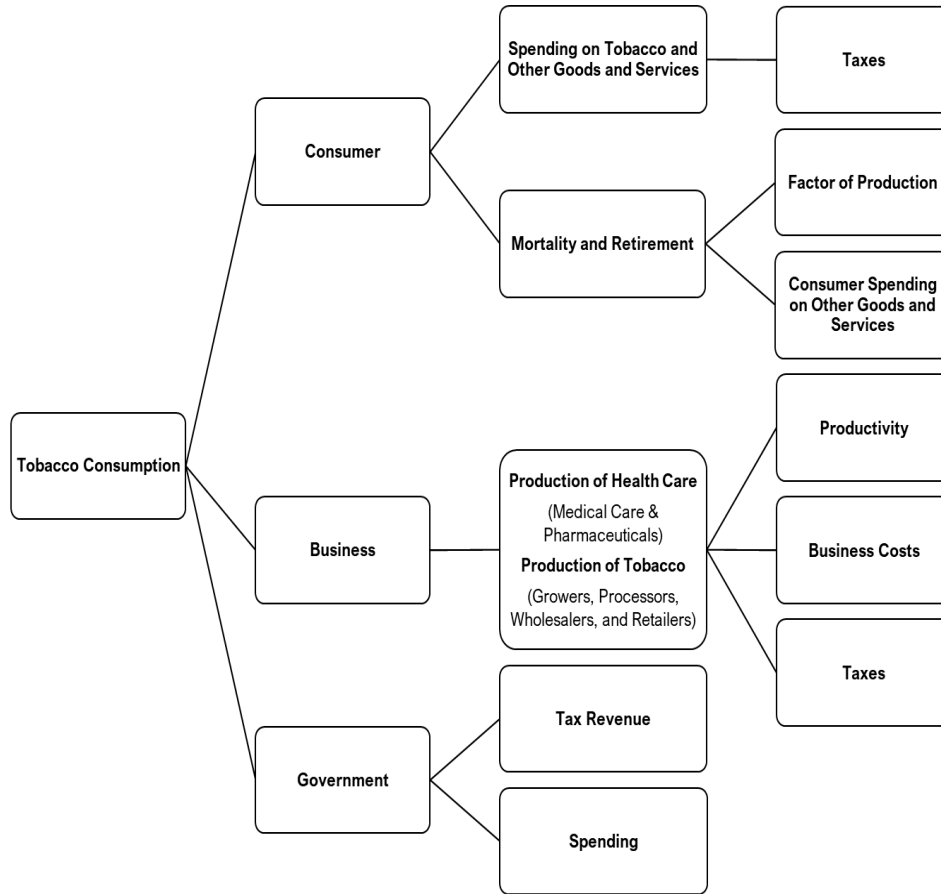 Spending on Tobacco and
Other Goods and Services
Taxes
Consumer
Factor of Production
Mortality and Retirement
Consumer Spending
on Other Goods and
Services
Tobacco Consumption
Productivity
Production of Health Care
(Medical Care &
Pharmaceuticals)
Production of Tobacco
(Growers, Processors,
Wholesalers, and Retailers)
Business
Business Costs
Taxes
Tax Revenue
Government
Spending